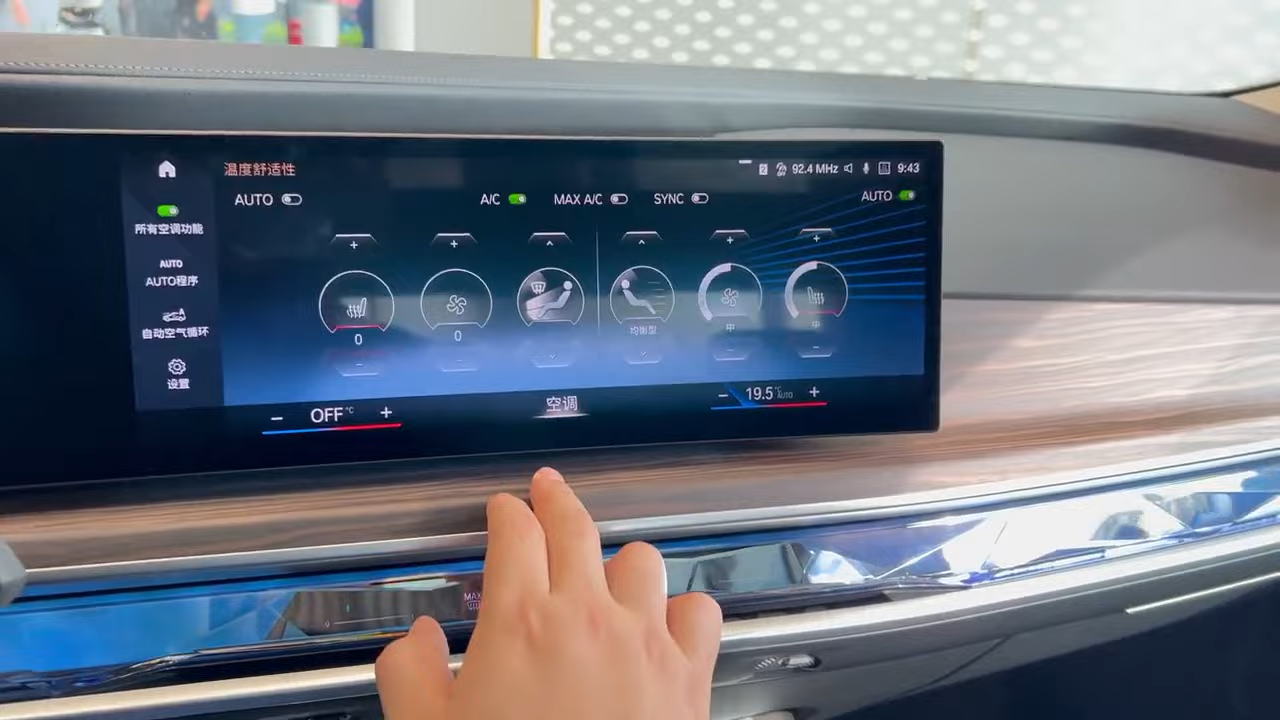 温度舒适性
92.4 MHz 9:43
AUTO A/C MAX A/C SYNC AUTO
所有空调功能
AUTO
AUTO程序
自动空气循环
设置
0 0 均衡型 中 中
− OFF °C +
空调
− 19.5 °C AUTO +
MAX